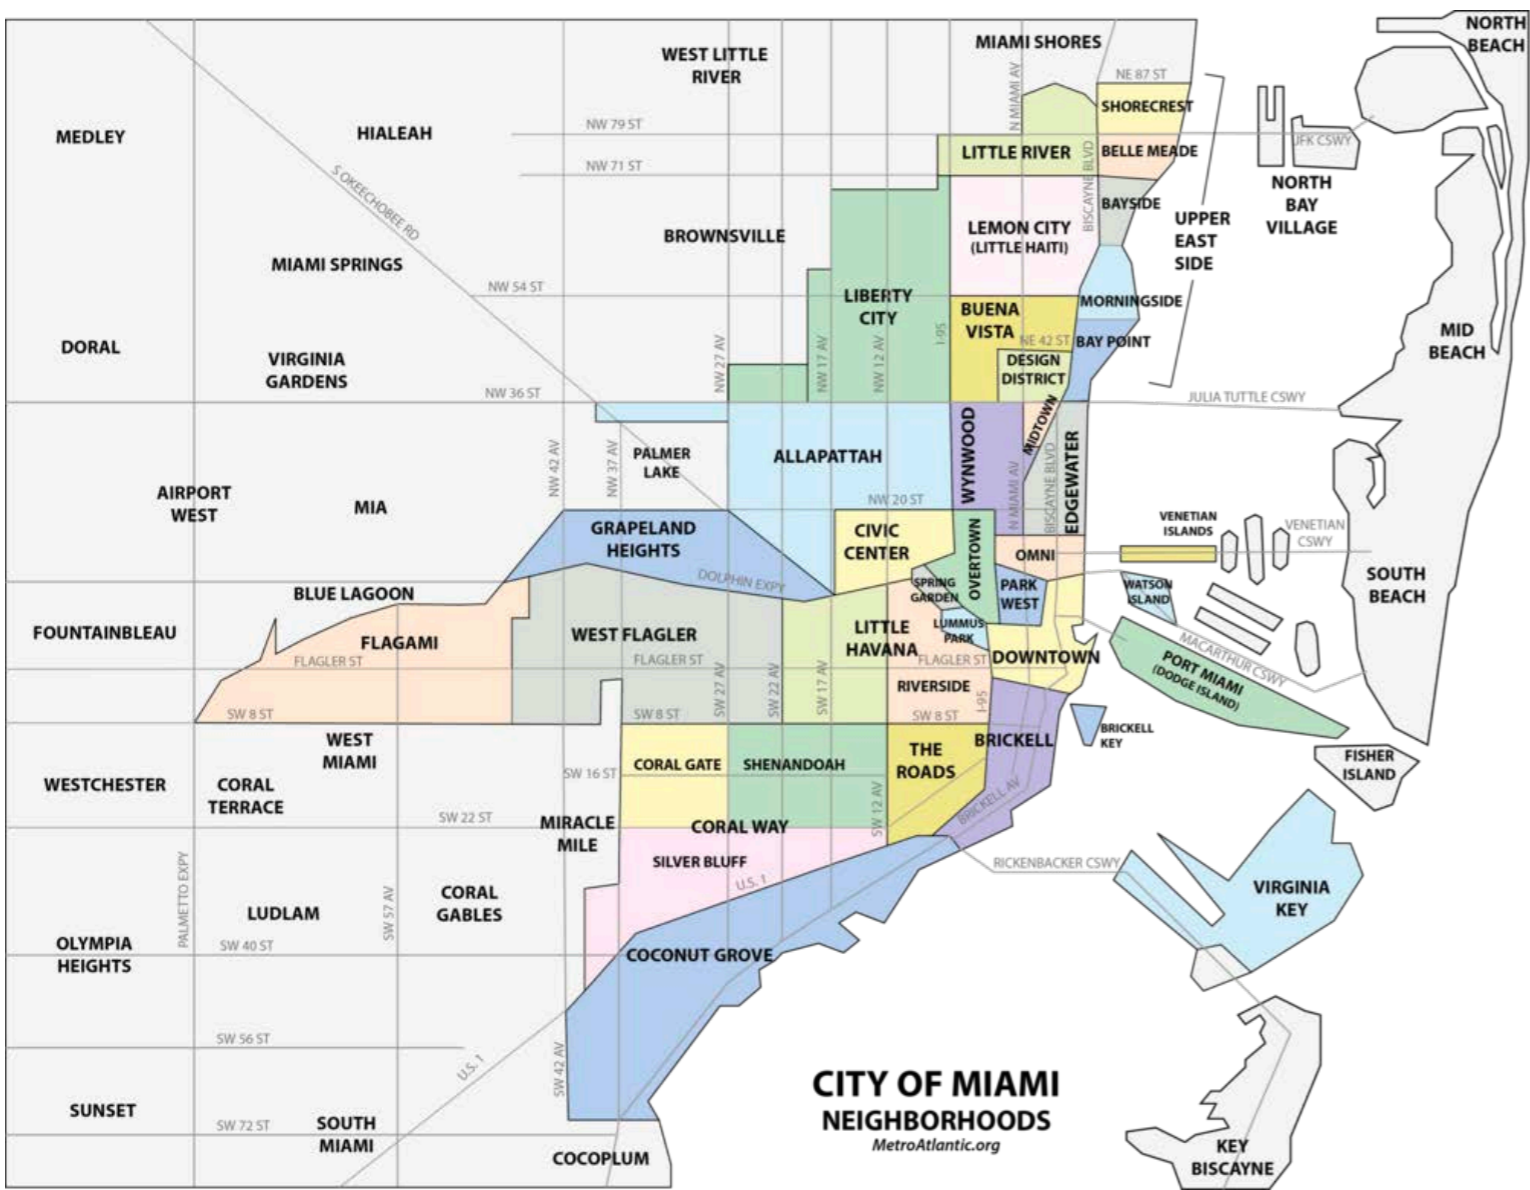 NORTH
BEACH
MIAMI SHORES
WEST LITTLE
RIVER
NE 87 ST
N MIAMI AV
SHORECREST
MEDLEY
HIALEAH
NW 79 ST
JFK CSWY
LITTLE RIVER
BELLE MEADE
NW 71 ST
S OKEECHOBEE RD
BISCAYNE BLVD
BAYSIDE
NORTH
BAY
VILLAGE
UPPER
EAST
SIDE
LEMON CITY
(LITTLE HAITI)
BROWNSVILLE
MIAMI SPRINGS
NW 54 ST
LIBERTY
CITY
MORNINGSIDE
BUENA
VISTA
I-95
NE 42 ST
BAY POINT
MID
BEACH
DORAL
VIRGINIA
GARDENS
NW 27 AV
NW 17 AV
NW 12 AV
DESIGN
DISTRICT
NW 36 ST
JULIA TUTTLE CSWY
WYNWOOD
MIDTOWN
NW 42 AV
NW 37 AV
PALMER
LAKE
ALLAPATTAH
N MIAMI AV
BISCAYNE BLVD
EDGEWATER
AIRPORT
WEST
MIA
NW 20 ST
GRAPELAND
HEIGHTS
CIVIC
CENTER
OVERTOWN
OMNI
VENETIAN
ISLANDS
VENETIAN
CSWY
DOLPHIN EXPY
SPRING
GARDEN
PARK
WEST
WATSON
ISLAND
SOUTH
BEACH
BLUE LAGOON
FOUNTAINBLEAU
FLAGAMI
WEST FLAGLER
LITTLE
HAVANA
LUMMUS
PARK
DOWNTOWN
MACARTHUR CSWY
PORT MIAMI
(DODGE ISLAND)
FLAGLER ST
FLAGLER ST
FLAGLER ST
SW 27 AV
SW 22 AV
SW 17 AV
RIVERSIDE
I-95
SW 8 ST
SW 8 ST
SW 8 ST
BRICKELL
BRICKELL
KEY
WEST
MIAMI
CORAL GATE
SHENANDOAH
THE
ROADS
FISHER
ISLAND
WESTCHESTER
CORAL
TERRACE
SW 16 ST
SW 12 AV
BRICKELL AV
SW 22 ST
MIRACLE
MILE
CORAL WAY
SILVER BLUFF
U.S. 1
RICKENBACKER CSWY
VIRGINIA
KEY
PALMETTO EXPY
SW 57 AV
CORAL
GABLES
LUDLAM
OLYMPIA
HEIGHTS
SW 40 ST
COCONUT GROVE
SW 56 ST
U.S. 1
SW 42 AV
CITY OF MIAMI
NEIGHBORHOODS
MetroAtlantic.org
SUNSET
SW 72 ST
SOUTH
MIAMI
COCOPLUM
KEY
BISCAYNE